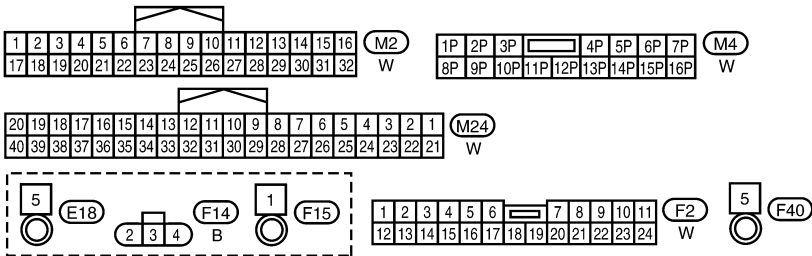 1 2 3 4 5 6 7 8 9 10 11 12 13 14 15 16 M2
17 18 19 20 21 22 23 24 25 26 27 28 29 30 31 32 W
1P 2P 3P 4P 5P 6P 7P M4
8P 9P 10P 11P 12P 13P 14P 15P 16P W
20 19 18 17 16 15 14 13 12 11 10 9 8 7 6 5 4 3 2 1 M24
40 39 38 37 36 35 34 33 32 31 30 29 28 27 26 25 24 23 22 21 W
5 E18
2 3 4 F14
B
1 F15
1 2 3 4 5 6 7 8 9 10 11 F2
12 13 14 15 16 17 18 19 20 21 22 23 24 W
5 F40